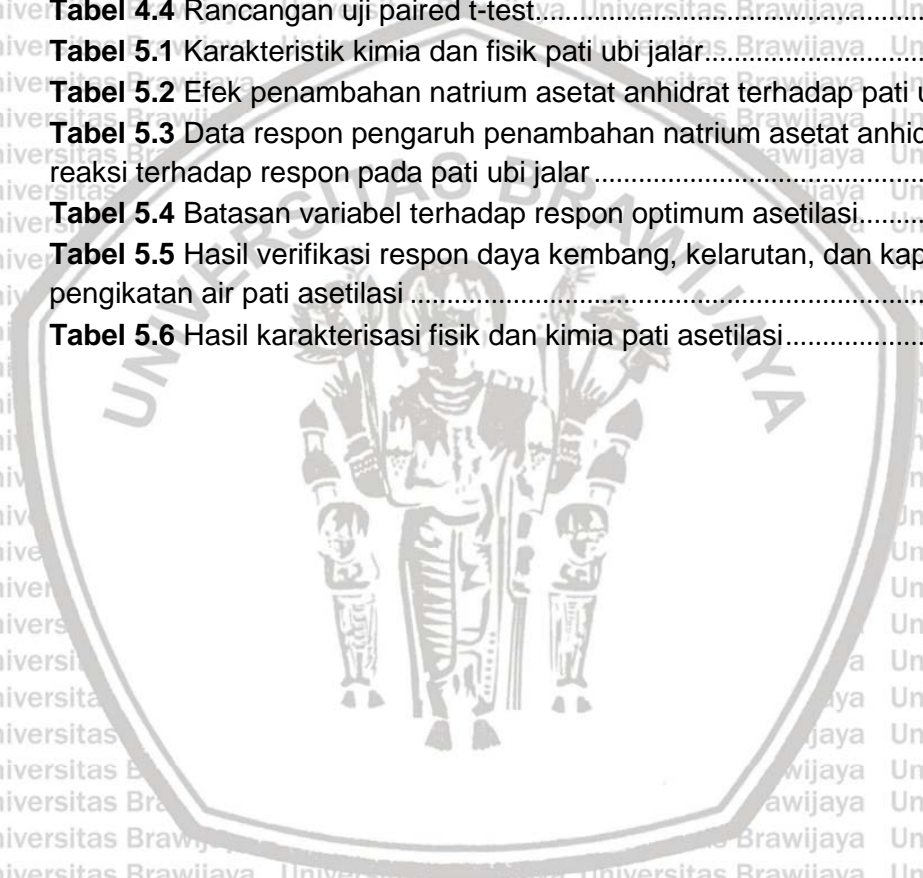 Tabel 4.4 Rancangan uji paired t-test..........................................
Tabel 5.1 Karakteristik kimia dan fisik pati ubi jalar......................
Tabel 5.2 Efek penambahan natrium asetat anhidrat terhadap pati
Tabel 5.3 Data respon pengaruh penambahan natrium asetat
reaksi terhadap respon pada pati ubi jalar......................................
Tabel 5.4 Batasan variabel terhadap respon optimum asetilasi........
Tabel 5.5 Hasil verifikasi respon daya kembang, kelarutan, dan
pengikatan air pati asetilasi............................................................
Tabel 5.6 Hasil karakterisasi fisik dan kimia pati asetilasi..................
UNIVERSITAS BRAWIJAYA